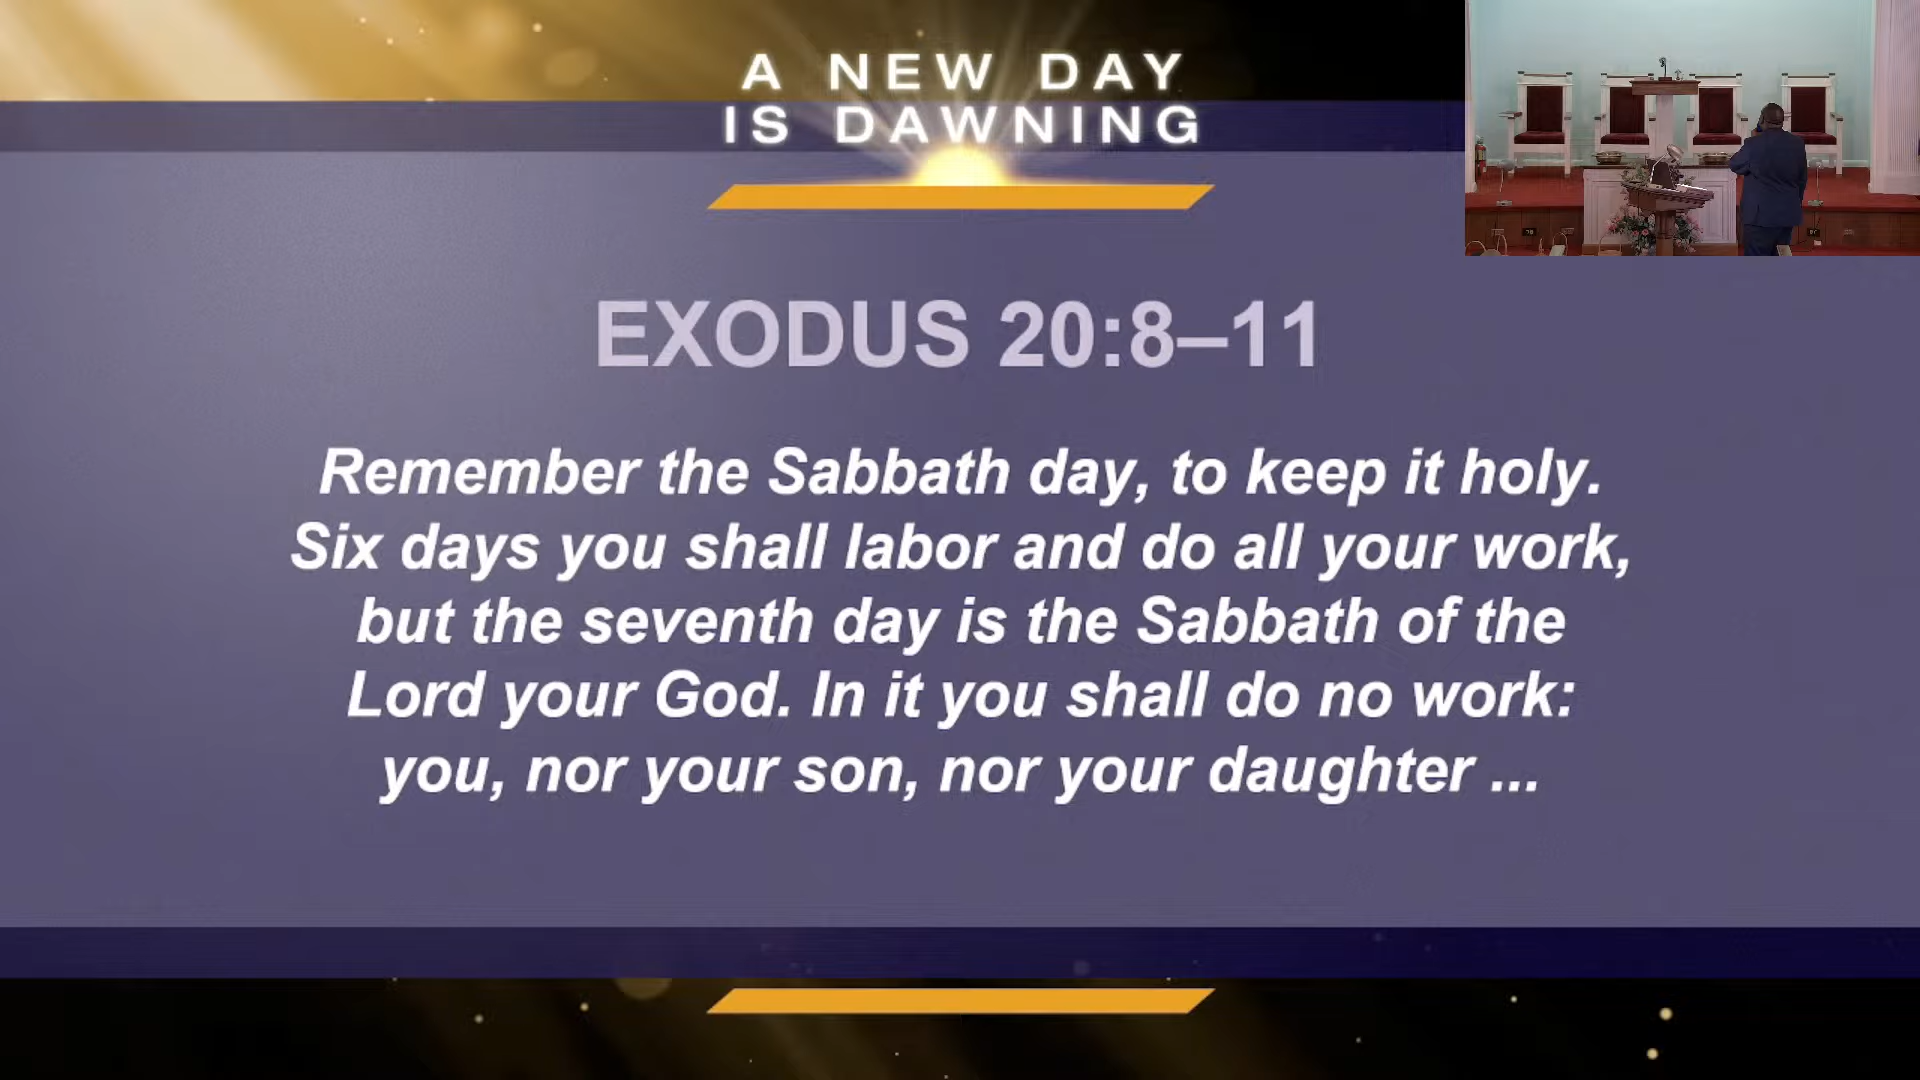 A NEW DAY
IS DAWNING
EXODUS 20:8–11
Remember the Sabbath day, to keep it holy.
Six days you shall labor and do all your work,
but the seventh day is the Sabbath of the
Lord your God. In it you shall do no work:
you, nor your son, nor your daughter ...